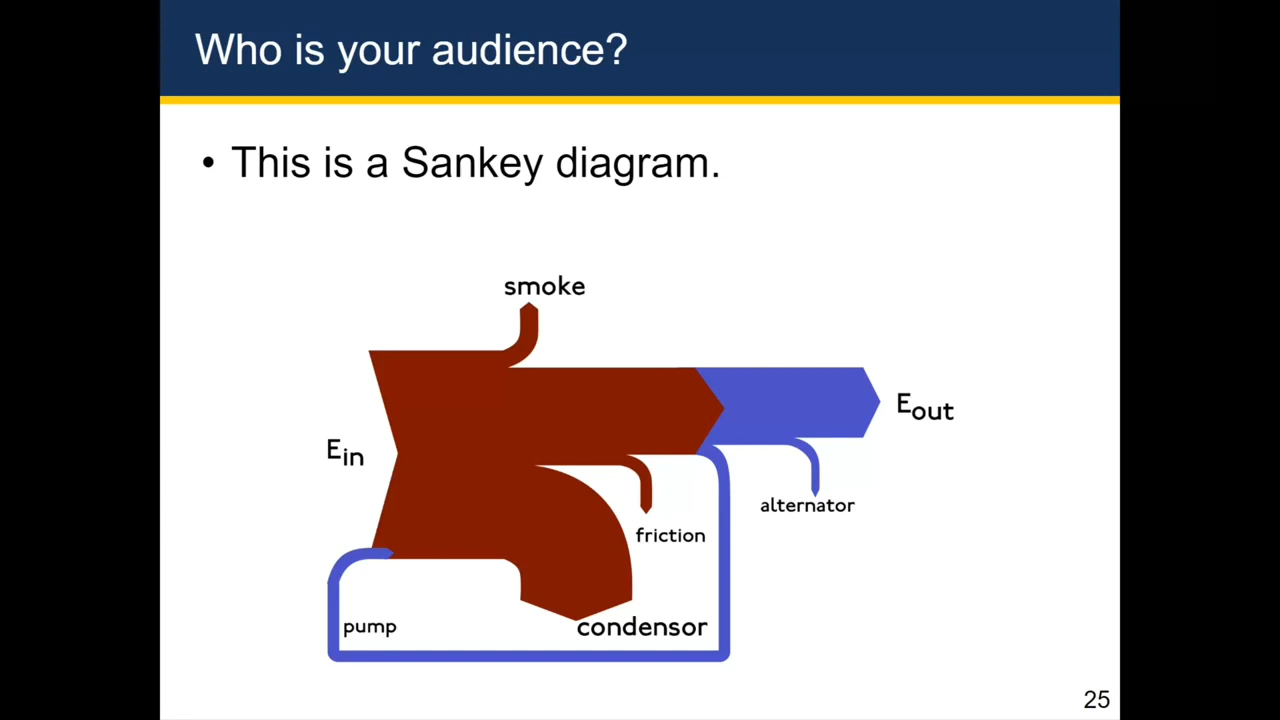 Who is your audience?
• This is a Sankey diagram.
smoke
Ein
Eout
alternator
friction
pump
condensor
25